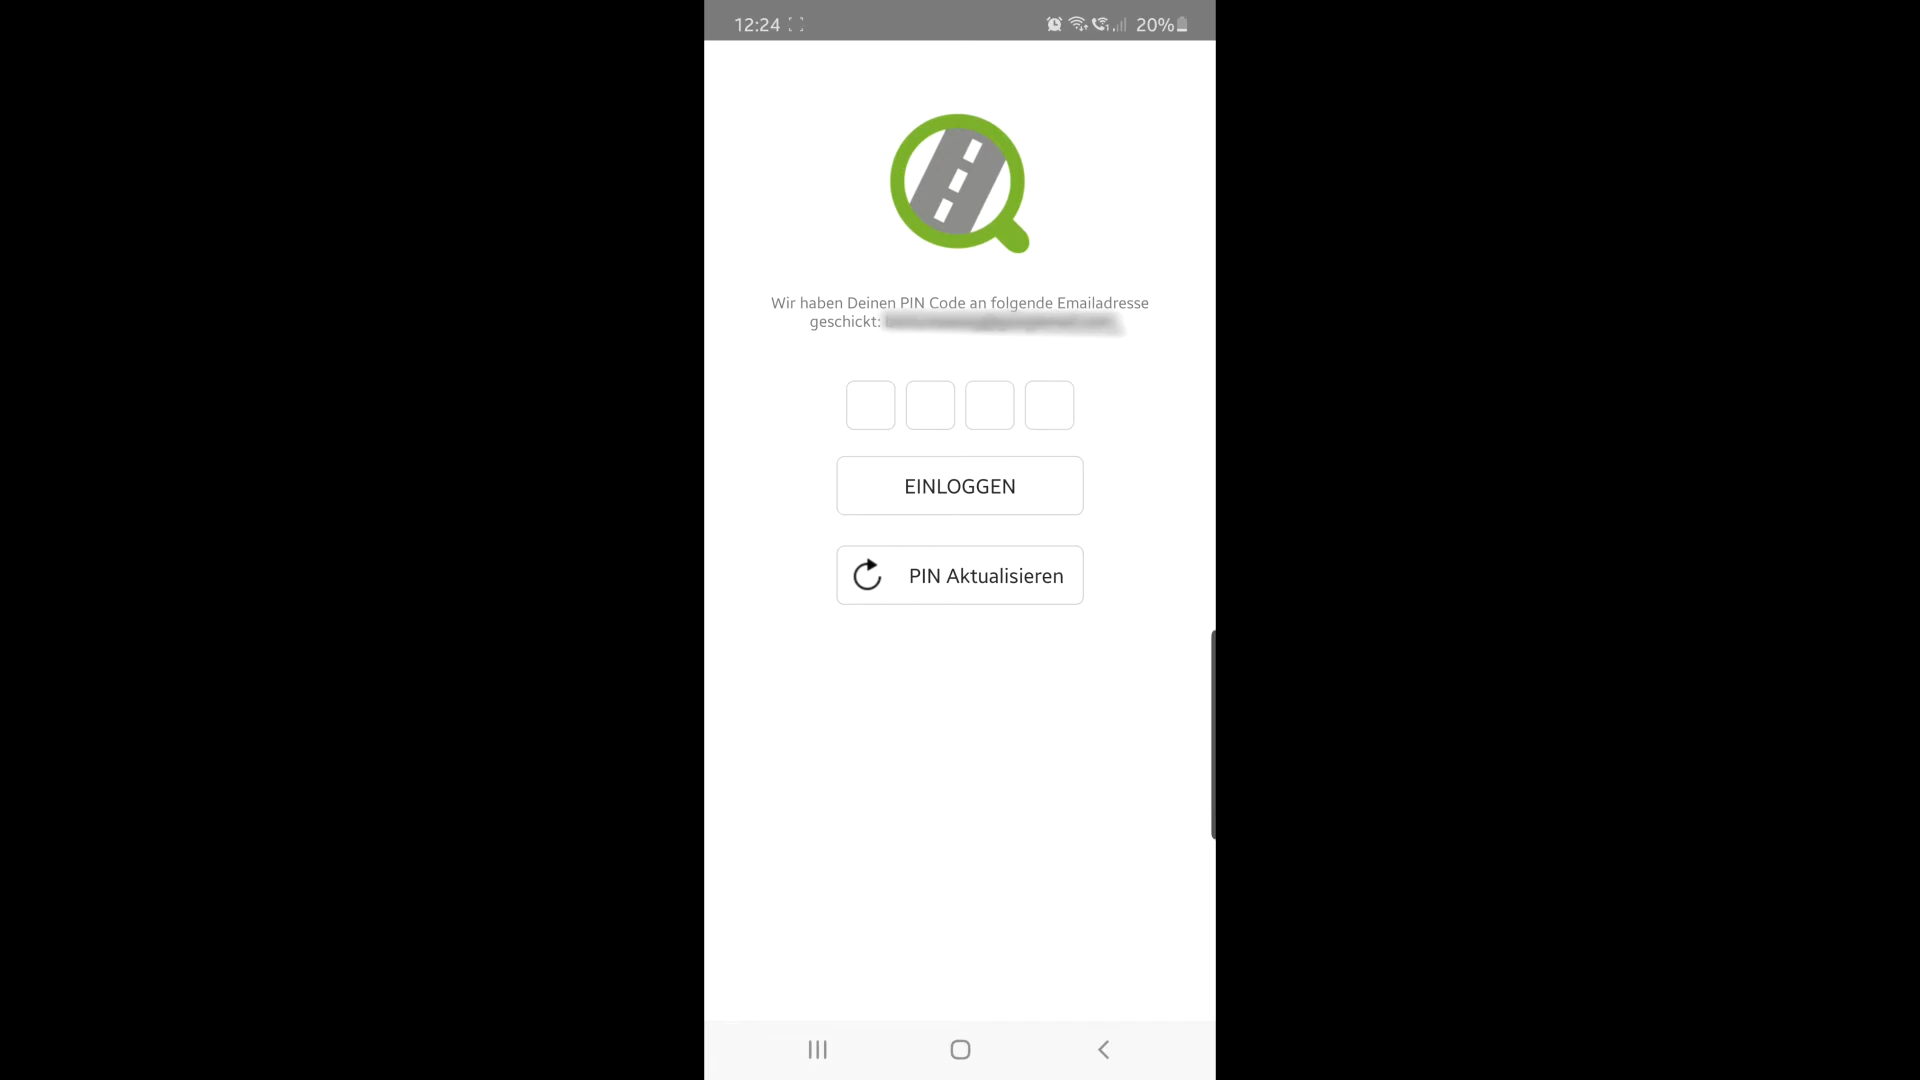 12:24
20%
Wir haben Deinen PIN Code an folgende Emailadresse
geschickt:
EINLOGGEN
PIN Aktualisieren